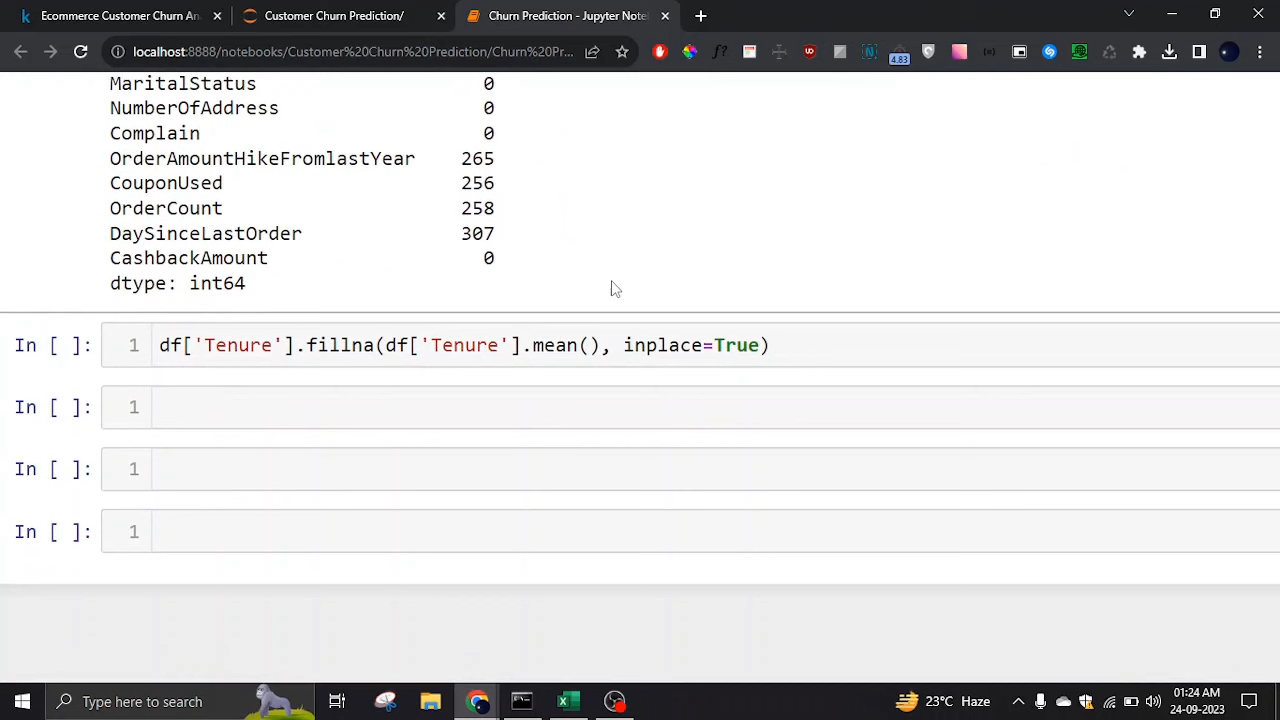 Ecommerce Customer Churn An
Customer Churn Prediction/
Churn Prediction - Jupyter Note
localhost:8888/notebooks/Customer%20Churn%20Prediction/Churn%20Pr...
f?
4.83
MaritalStatus 0
NumberOfAddress 0
Complain 0
OrderAmountHikeFromlastYear 265
CouponUsed 256
OrderCount 258
DaySinceLastOrder 307
CashbackAmount 0
dtype: int64
In [ ]: 1 df['Tenure'].fillna(df['Tenure'].mean(), inplace=True)
In [ ]: 1
In [ ]: 1
In [ ]: 1
Type here to search
23°C Haze
01:24 AM
24-09-2023